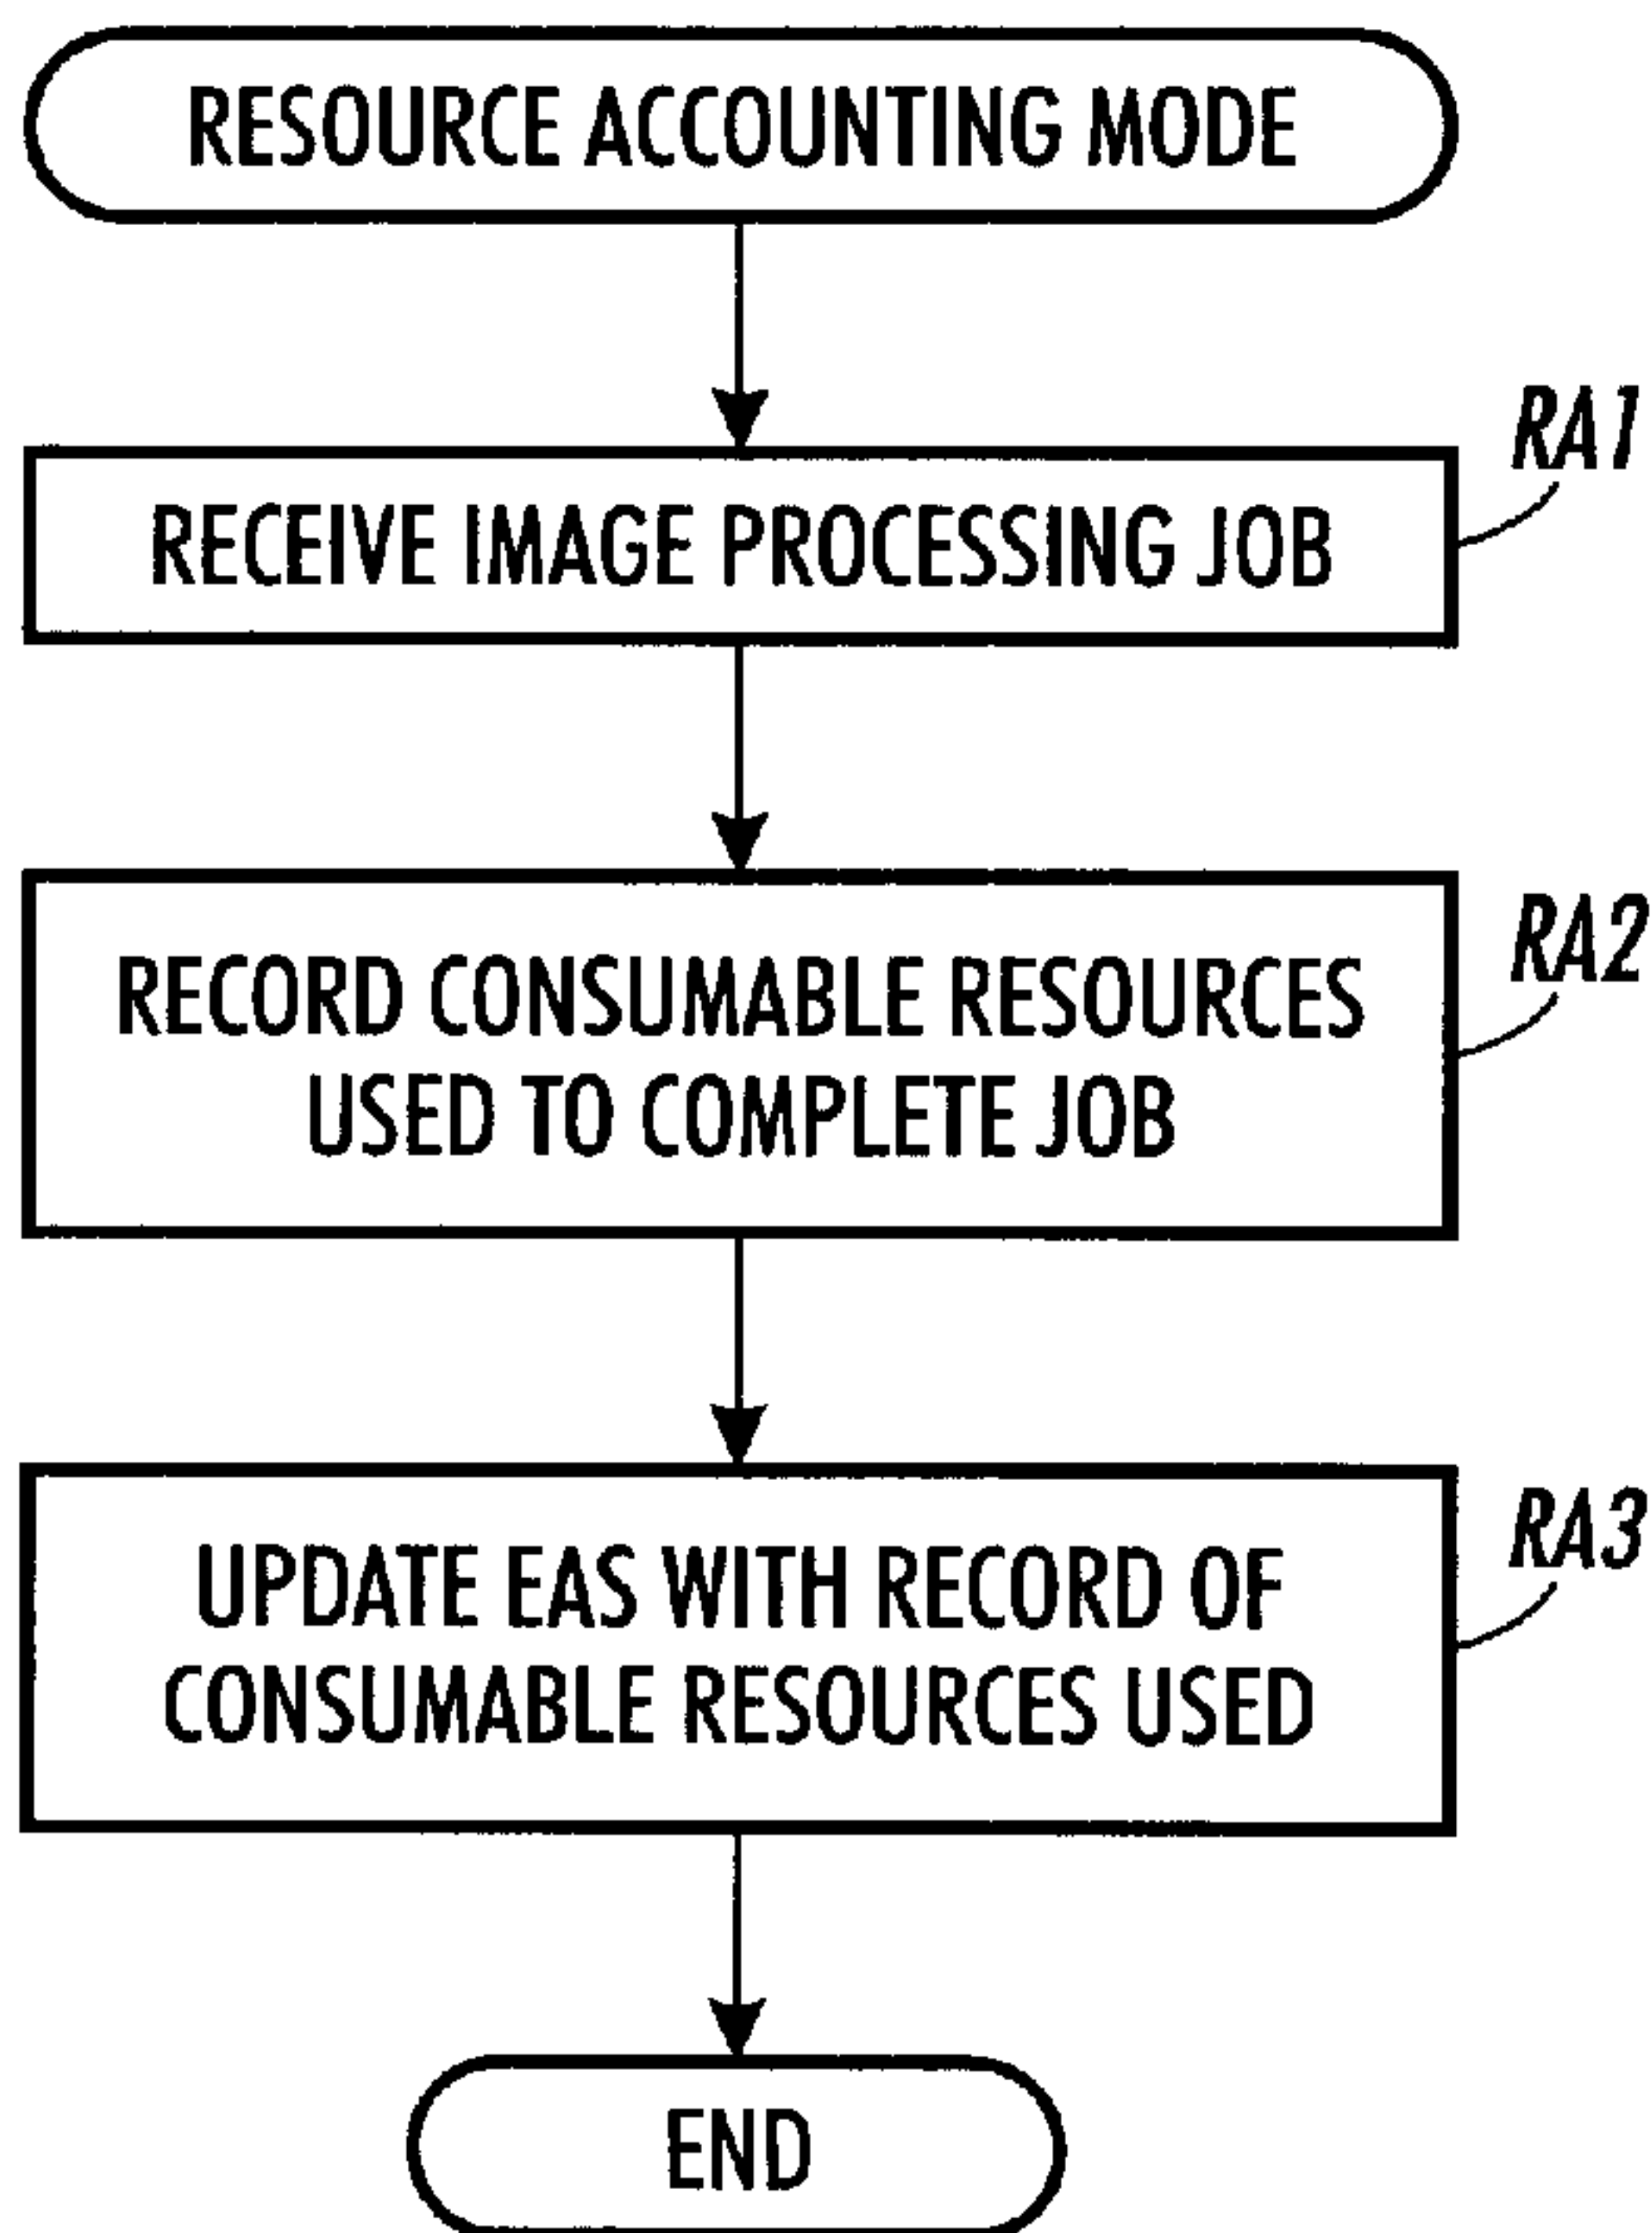 RESOURCE ACCOUNTING MODE
RA1
RECEIVE IMAGE PROCESSING JOB
RA2
RECORD CONSUMABLE RESOURCES
USED TO COMPLETE JOB
RA3
UPDATE EAS WITH RECORD OF
CONSUMABLE RESOURCES USED
END